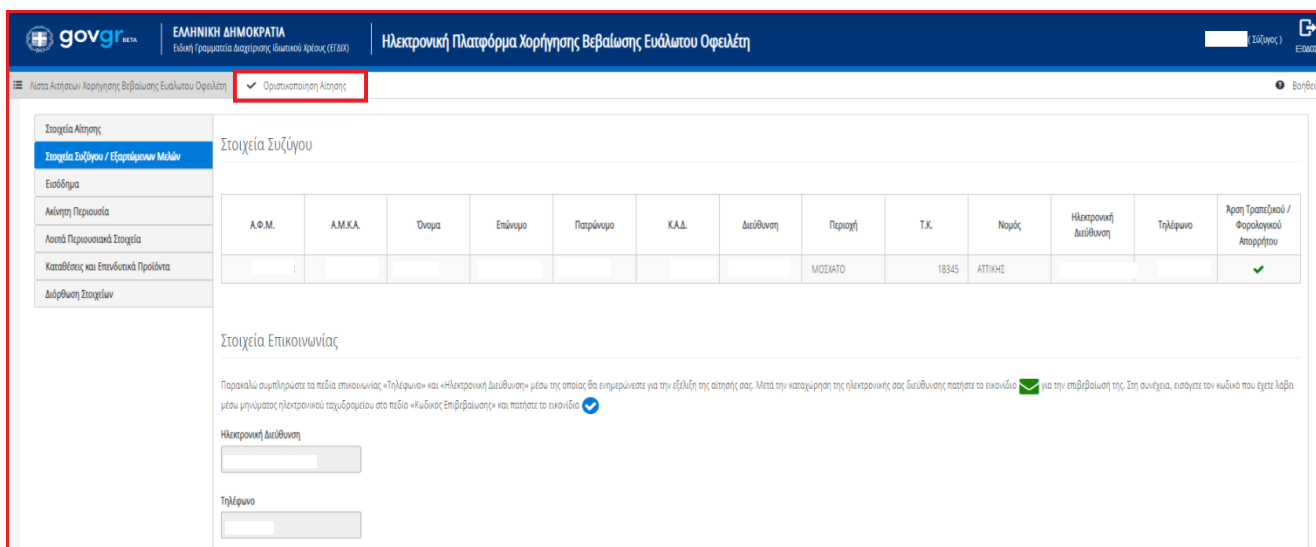 govgr BETA
ΕΛΛΗΝΙΚΗ ΔΗΜΟΚΡΑΤΙΑ
Ειδική Γραμματεία Διαχείρισης Ιδιωτικού Χρέους (ΕΓΔΙΧ)
Ηλεκτρονική Πλατφόρμα Χορήγησης Βεβαίωσης Ευάλωτου Οφειλέτη
( Σύζυγος )
ΕΞΟΔΟΣ
Λίστα Αιτήσεων Χορήγησης Βεβαίωσης Ευάλωτου Οφειλέτη
Οριστικοποίηση Αίτησης
Βοήθει
Στοιχεία Αίτησης
Στοιχεία Συζύγου / Εξαρτώμενων Μελών
Εισόδημα
Ακίνητη Περιουσία
Λοιπά Περιουσιακά Στοιχεία
Καταθέσεις και Επενδυτικά Προϊόντα
Διόρθωση Στοιχείων
Στοιχεία Συζύγου
Α.Φ.Μ. Α.Μ.Κ.Α. Όνομα Επώνυμο Πατρώνυμο Κ.Α.Δ. Διεύθυνση Περιοχή Τ.Κ. Νομός Ηλεκτρονική Διεύθυνση Τηλέφωνο Άρση Τραπεζικού / Φορολογικού Απορρήτου
ΜΟΣΧΑΤΟ 18345 ΑΤΤΙΚΗΣ
Στοιχεία Επικοινωνίας
Παρακαλώ συμπληρώστε τα πεδία επικοινωνίας «Τηλέφωνο» και «Ηλεκτρονική Διεύθυνση» μέσω της οποίας θα ενημερώνεστε για την εξέλιξη της αίτησής σας. Μετά την καταχώρηση της ηλεκτρονικής σας διεύθυνσης πατήστε το εικονίδιο για την επιβεβαίωσή της. Στη συνέχεια, εισάγετε τον κωδικό που έχετε λάβει
μέσω μηνύματος ηλεκτρονικού ταχυδρομείου στο πεδίο «Κωδικός Επιβεβαίωσης» και πατήστε το εικονίδιο
Ηλεκτρονική Διεύθυνση
Τηλέφωνο